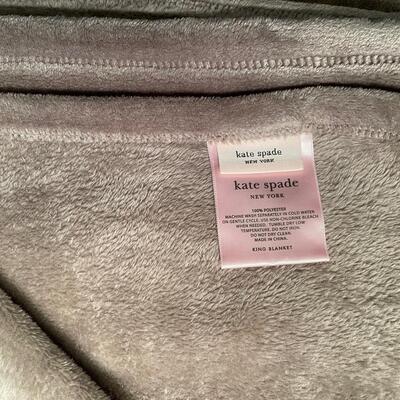 kate spade
NEW YORK
kate spade
NEW YORK
100% POLYESTER
MACHINE WASH SEPARATELY IN COLD WATER
ON GENTLE CYCLE. USE NON-CHLORINE BLEACH
WHEN NEEDED. TUMBLE DRY LOW
TEMPERATURE. DO NOT IRON.
DO NOT DRY CLEAN.
MADE IN CHINA.
KING BLANKET